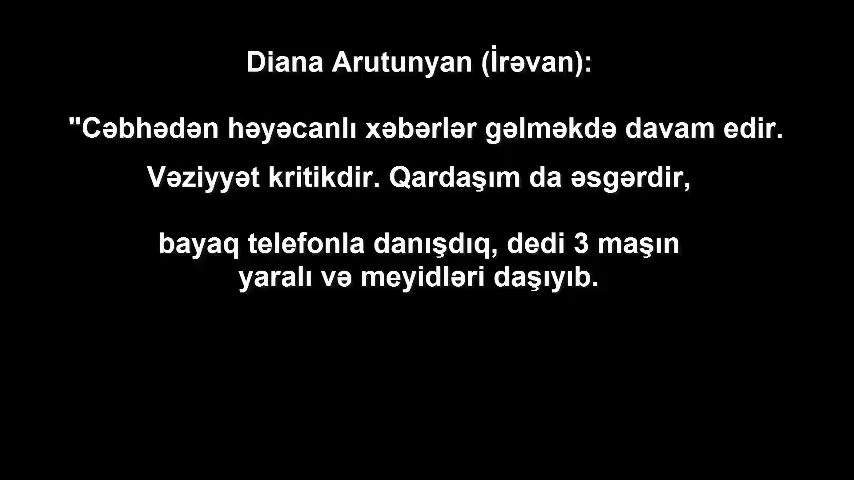 Diana Arutunyan (İrəvan):
"Cəbhədən həyəcanlı xəbərlər gəlməkdə davam edir.
Vəziyyət kritikdir. Qardaşım da əsgərdir,
bayaq telefonla danışdıq, dedi 3 maşın
yaralı və meyidləri daşıyıb.